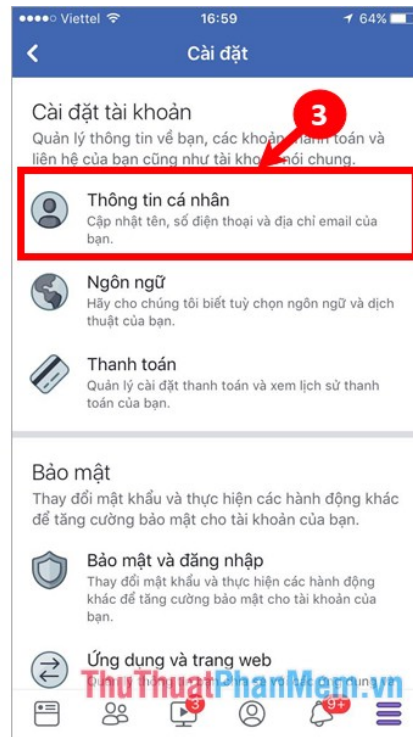 Viettel 16:59 64%
Cài đặt
Cài đặt tài khoản
3
Quản lý thông tin về bạn, các khoản thanh toán và
liên hệ của bạn cũng như tài khoản nói chung.
Thông tin cá nhân
Cập nhật tên, số điện thoại và địa chỉ email của
bạn.
Ngôn ngữ
Hãy cho chúng tôi biết tuỳ chọn ngôn ngữ và dịch
thuật của bạn.
Thanh toán
Quản lý cài đặt thanh toán và xem lịch sử thanh
toán của bạn.
Bảo mật
Thay đổi mật khẩu và thực hiện các hành động khác
để tăng cường bảo mật cho tài khoản của bạn.
Bảo mật và đăng nhập
Thay đổi mật khẩu và thực hiện các hành động
khác để tăng cường bảo mật cho tài khoản của
bạn.
Ứng dụng và trang web
ThuThuatPhanMem.vn
3 9+